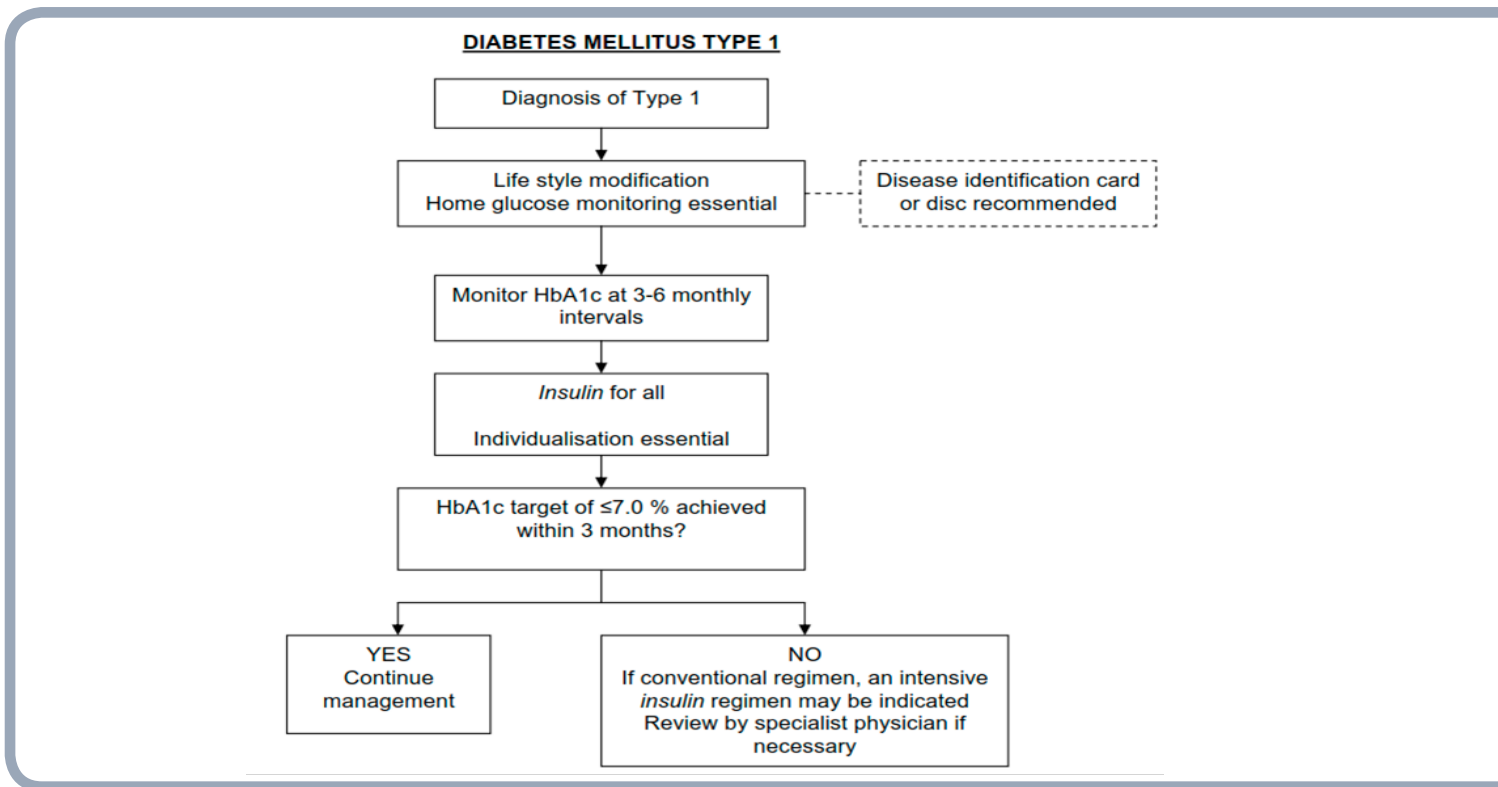 DIABETES MELLITUS TYPE 1
Diagnosis of Type 1
Life style modification
Home glucose monitoring essential
Disease identification card
or disc recommended
Monitor HbA1c at 3-6 monthly
intervals
Insulin for all
Individualisation essential
HbA1c target of ≤7.0 % achieved
within 3 months?
YES
Continue
management
NO
If conventional regimen, an intensive
insulin regimen may be indicated
Review by specialist physician if
necessary